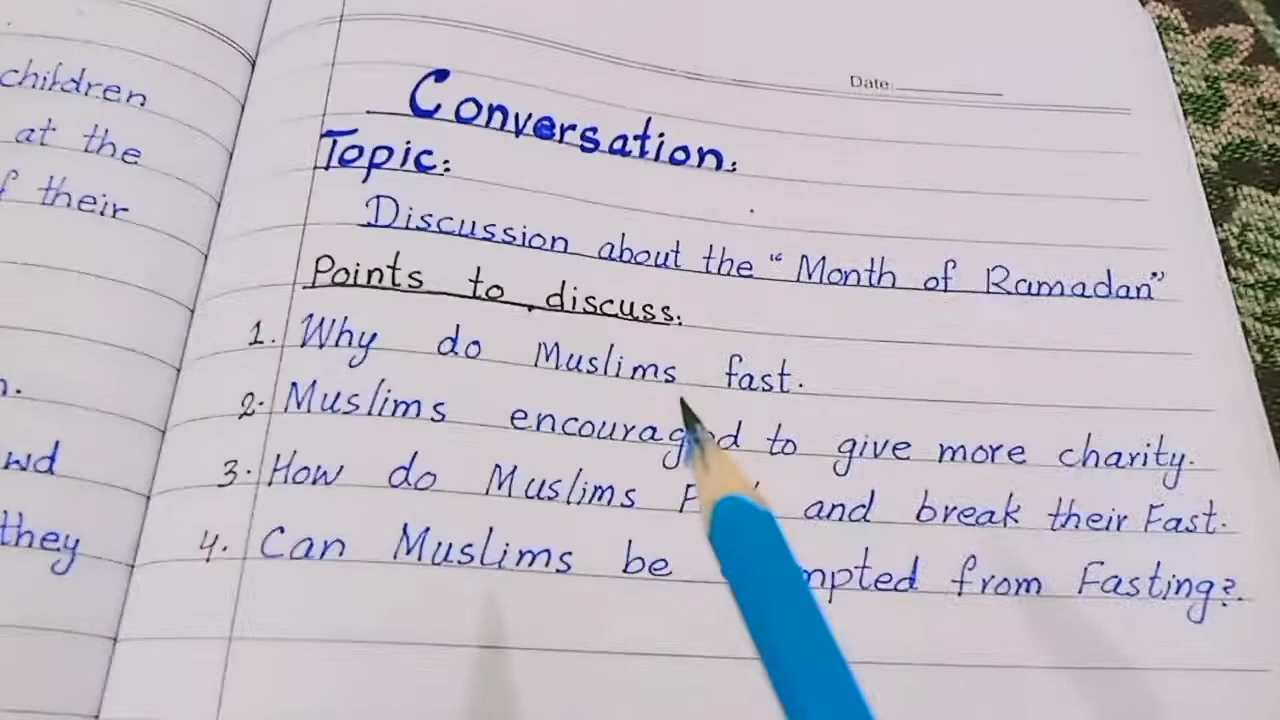 children
at the
their
wd
they
Date:
Conversation:
Topic:
Discussion about the "Month of Ramadan"
Points to discuss:
1. Why do Muslims fast.
2. Muslims encouraged to give more charity.
3. How do Muslims and break their Fast.
4. Can Muslims be from Fasting?